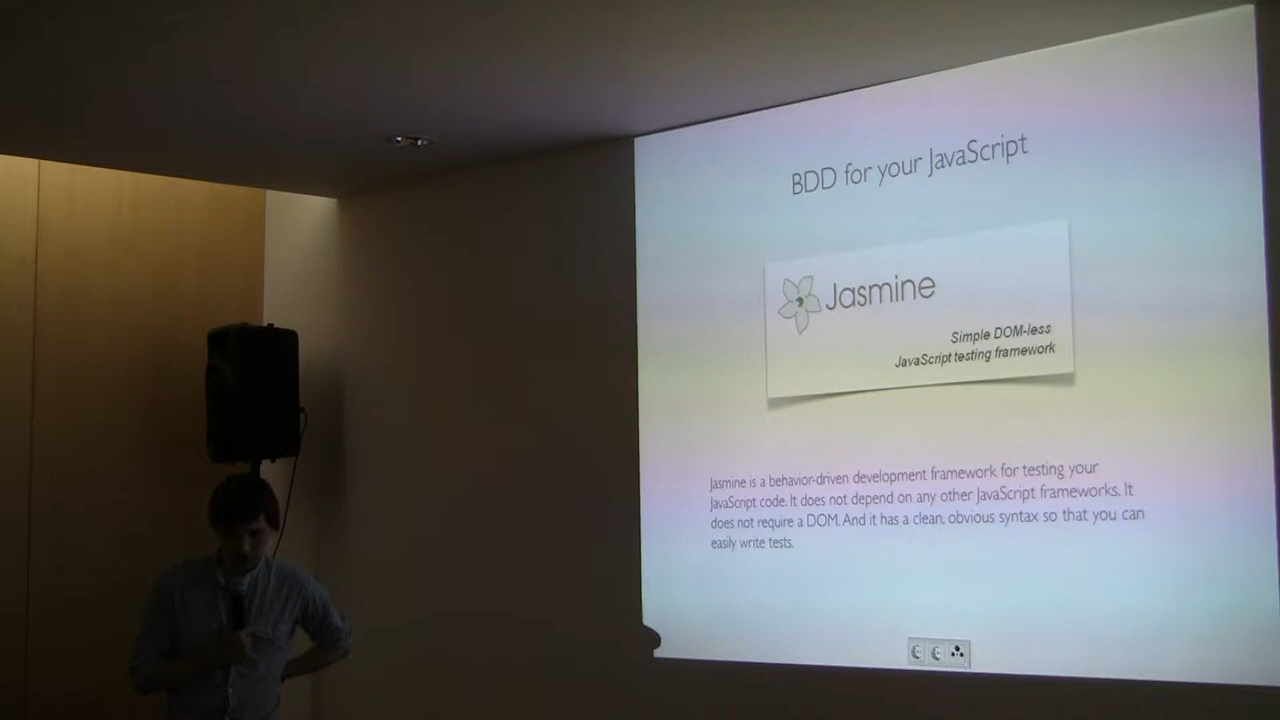 BDD for your JavaScript
Jasmine
Simple DOM-less
JavaScript testing framework
Jasmine is a behavior-driven development framework for testing your
JavaScript code. It does not depend on any other JavaScript frameworks. It
does not require a DOM. And it has a clean, obvious syntax so that you can
easily write tests.